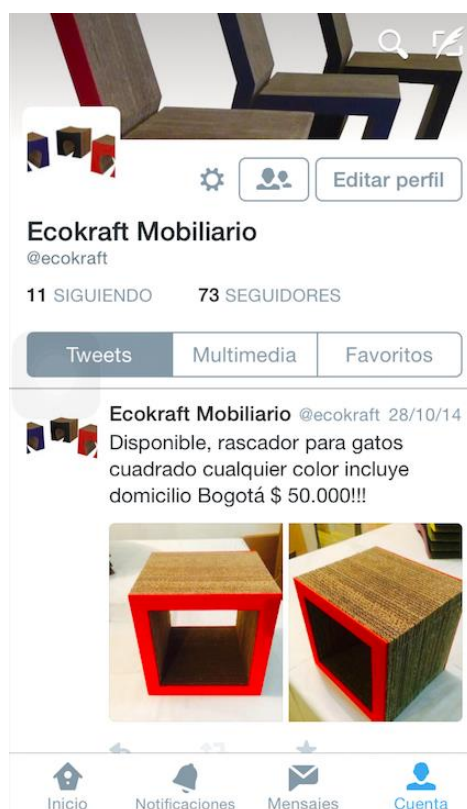 Editar perfil
Ecokraft Mobiliario
@ecokraft
11 SIGUIENDO 73 SEGUIDORES
Tweets Multimedia Favoritos
Ecokraft Mobiliario @ecokraft 28/10/14
Disponible, rascador para gatos
cuadrado cualquier color incluye
domicilio Bogotá $ 50.000!!!
Inicio Notificaciones Mensajes Cuenta